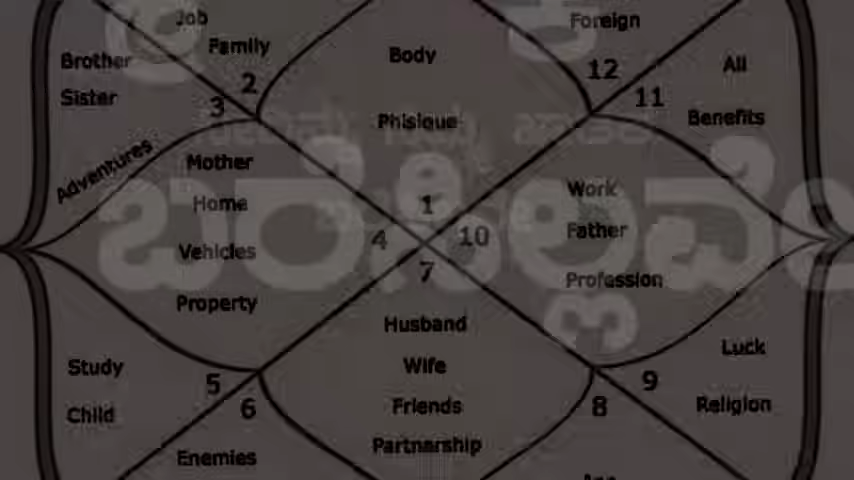 Job
Family
Brother
Sister
2
3
Adventures
Body
Phisique
1
Foreign
12
11
All
Benefits
Mother
Home
Vehicles
Property
4
10
Work
Father
Profession
7
Husband
Wife
Friends
Partnarship
Study
Child
5
6
Enemies
8
9
Luck
Religion